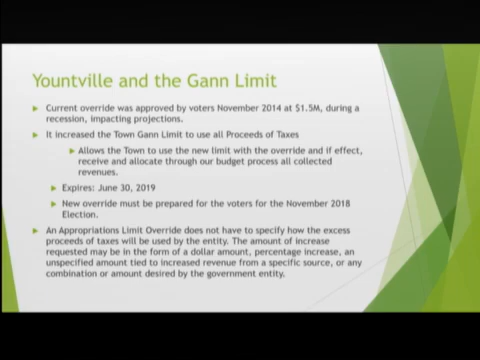 Yountville and the Gann Limit
Current override was approved by voters November 2014 at $1.5M, during a
recession, impacting projections.
It increased the Town Gann Limit to use all Proceeds of Taxes
Allows the Town to use the new limit with the override and if effect,
receive and allocate through our budget process all collected
revenues.
Expires: June 30, 2019
New override must be prepared for the voters for the November 2018
Election.
An Appropriations Limit Override does not have to specify how the excess
proceeds of taxes will be used by the entity. The amount of increase
requested may be in the form of a dollar amount, percentage increase, an
unspecified amount tied to increased revenue from a specific source, or any
combination or amount desired by the government entity.